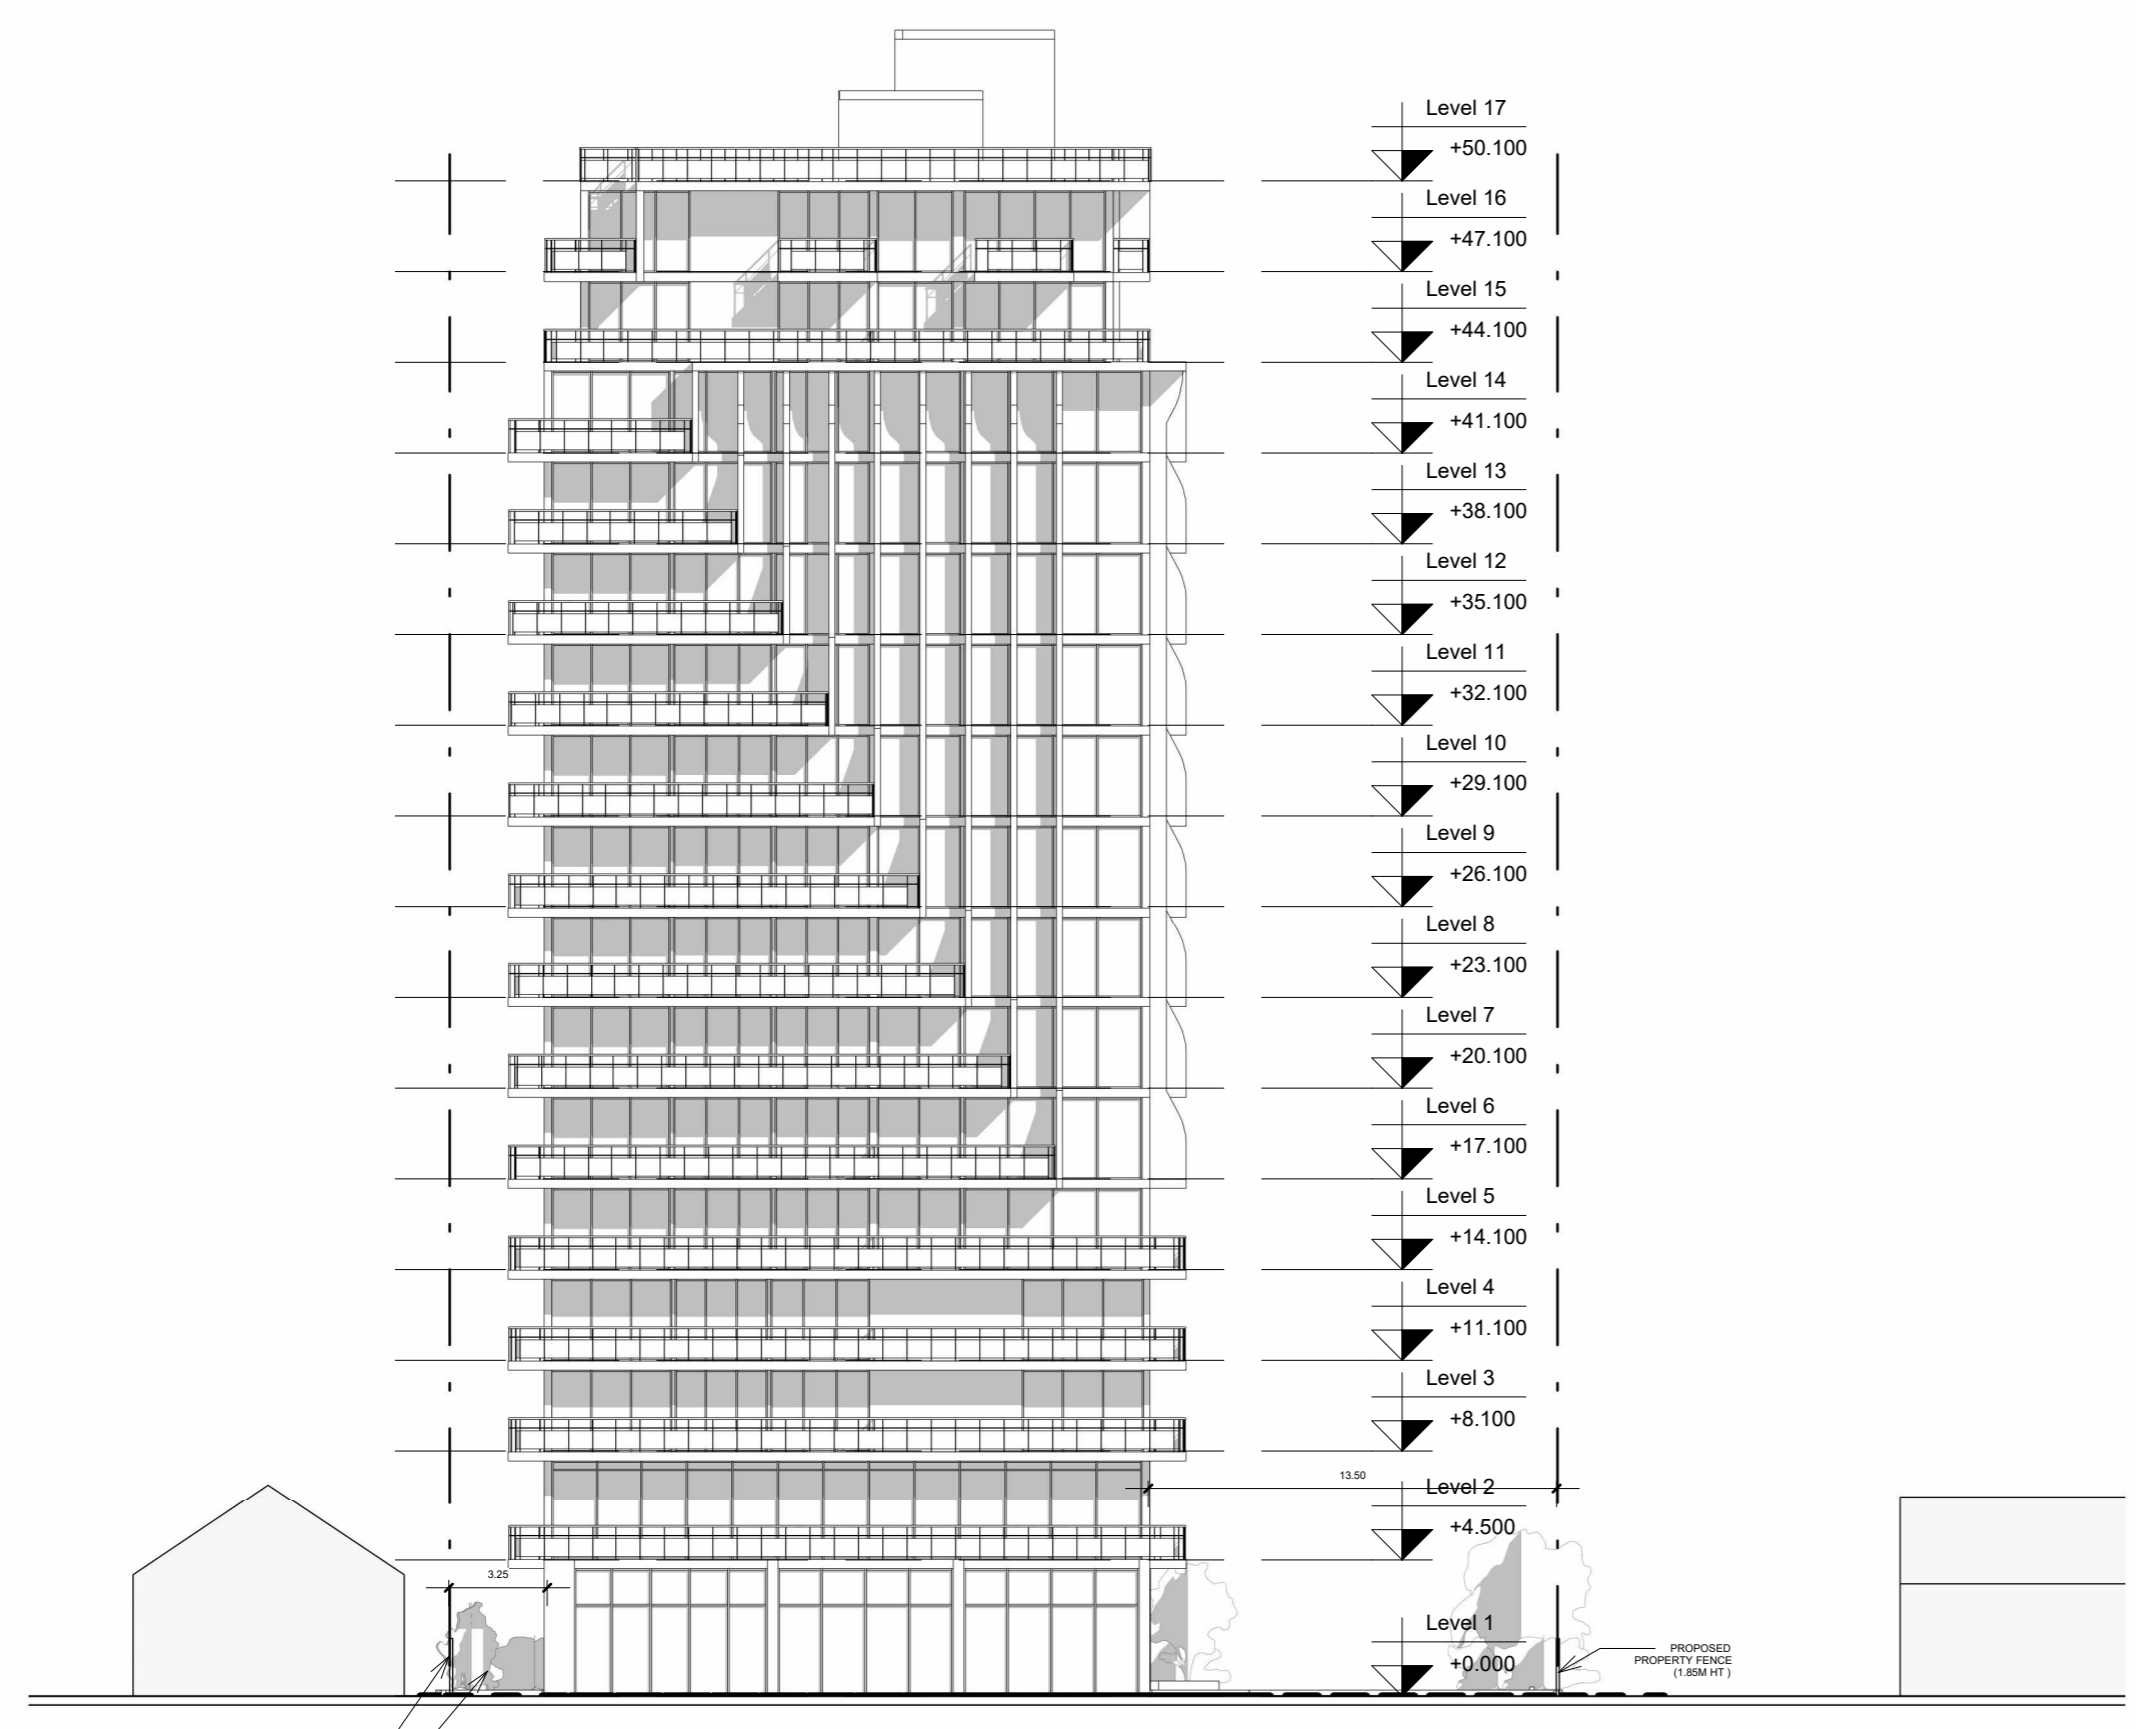 Level 17
+50.100
Level 16
+47.100
Level 15
+44.100
Level 14
+41.100
Level 13
+38.100
Level 12
+35.100
Level 11
+32.100
Level 10
+29.100
Level 9
+26.100
Level 8
+23.100
Level 7
+20.100
Level 6
+17.100
Level 5
+14.100
Level 4
+11.100
Level 3
+8.100
13.50
Level 2
+4.500
3.25
Level 1
+0.000
PROPOSED
PROPERTY FENCE
(1.85M HT )